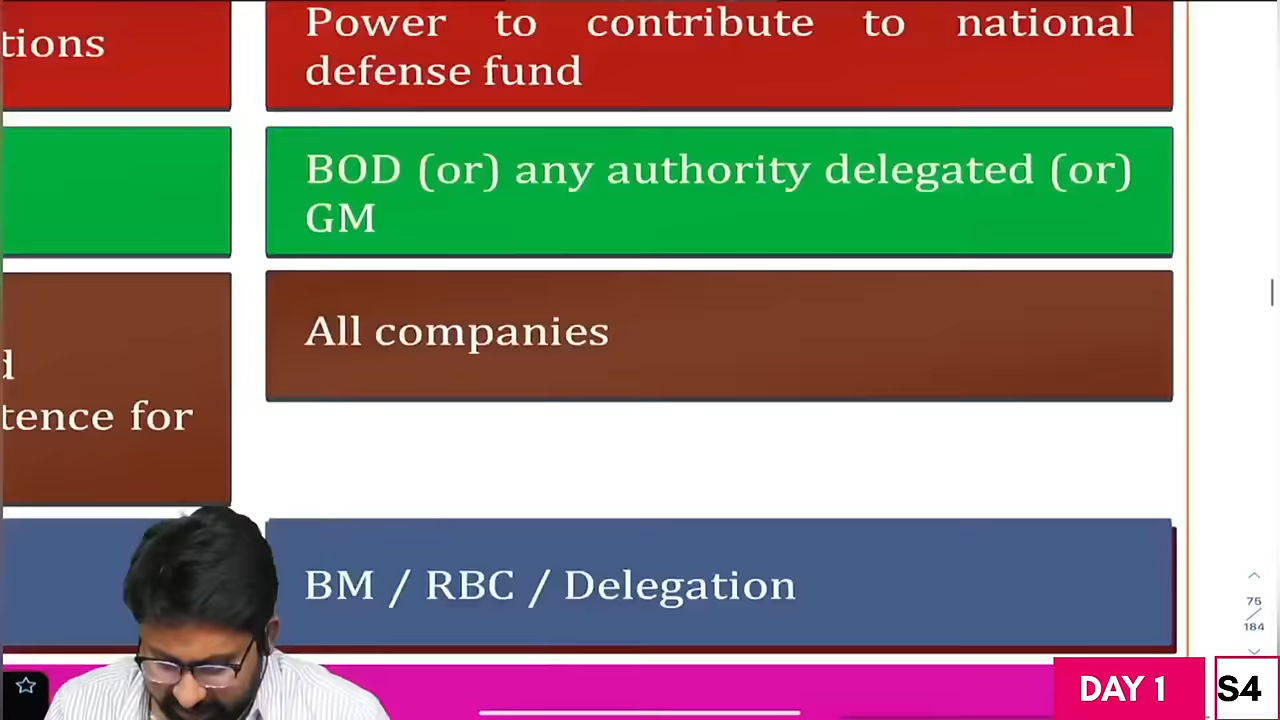 tions
Power to contribute to national
defense fund
BOD (or) any authority delegated (or)
GM
All companies
d
tence for
BM / RBC / Delegation
75
184
DAY 1
S4